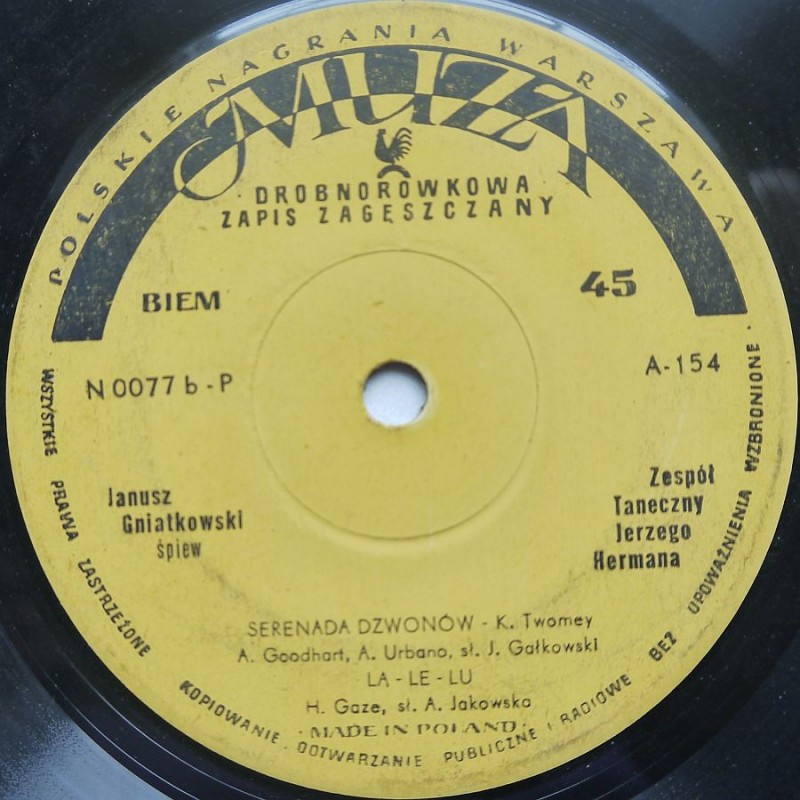 POLSKIE NAGRANIA WARSZAWA
MUZA
DROBNOROWKOWA
ZAPIS ZAGĘSZCZANY
BIEM
45
N 0077 b - P
A-154
Janusz
Gniatkowski
śpiew
Zespół
Taneczny
Jerzego
Hermana
SERENADA DZWONÓW - K. Twomey
A. Goodhart, A. Urbano, sł. J. Gałkowski
LA - LE - LU
H. Gaze, sł. A. Jakowska
· MADE IN POLAND ·
WSZYSTKIE PRAWA ZASTRZEŻONE · KOPIOWANIE · ODTWARZANIE PUBLICZNE I RADIOWE BEZ UPOWAŻNIENIA WZBRONIONE ·